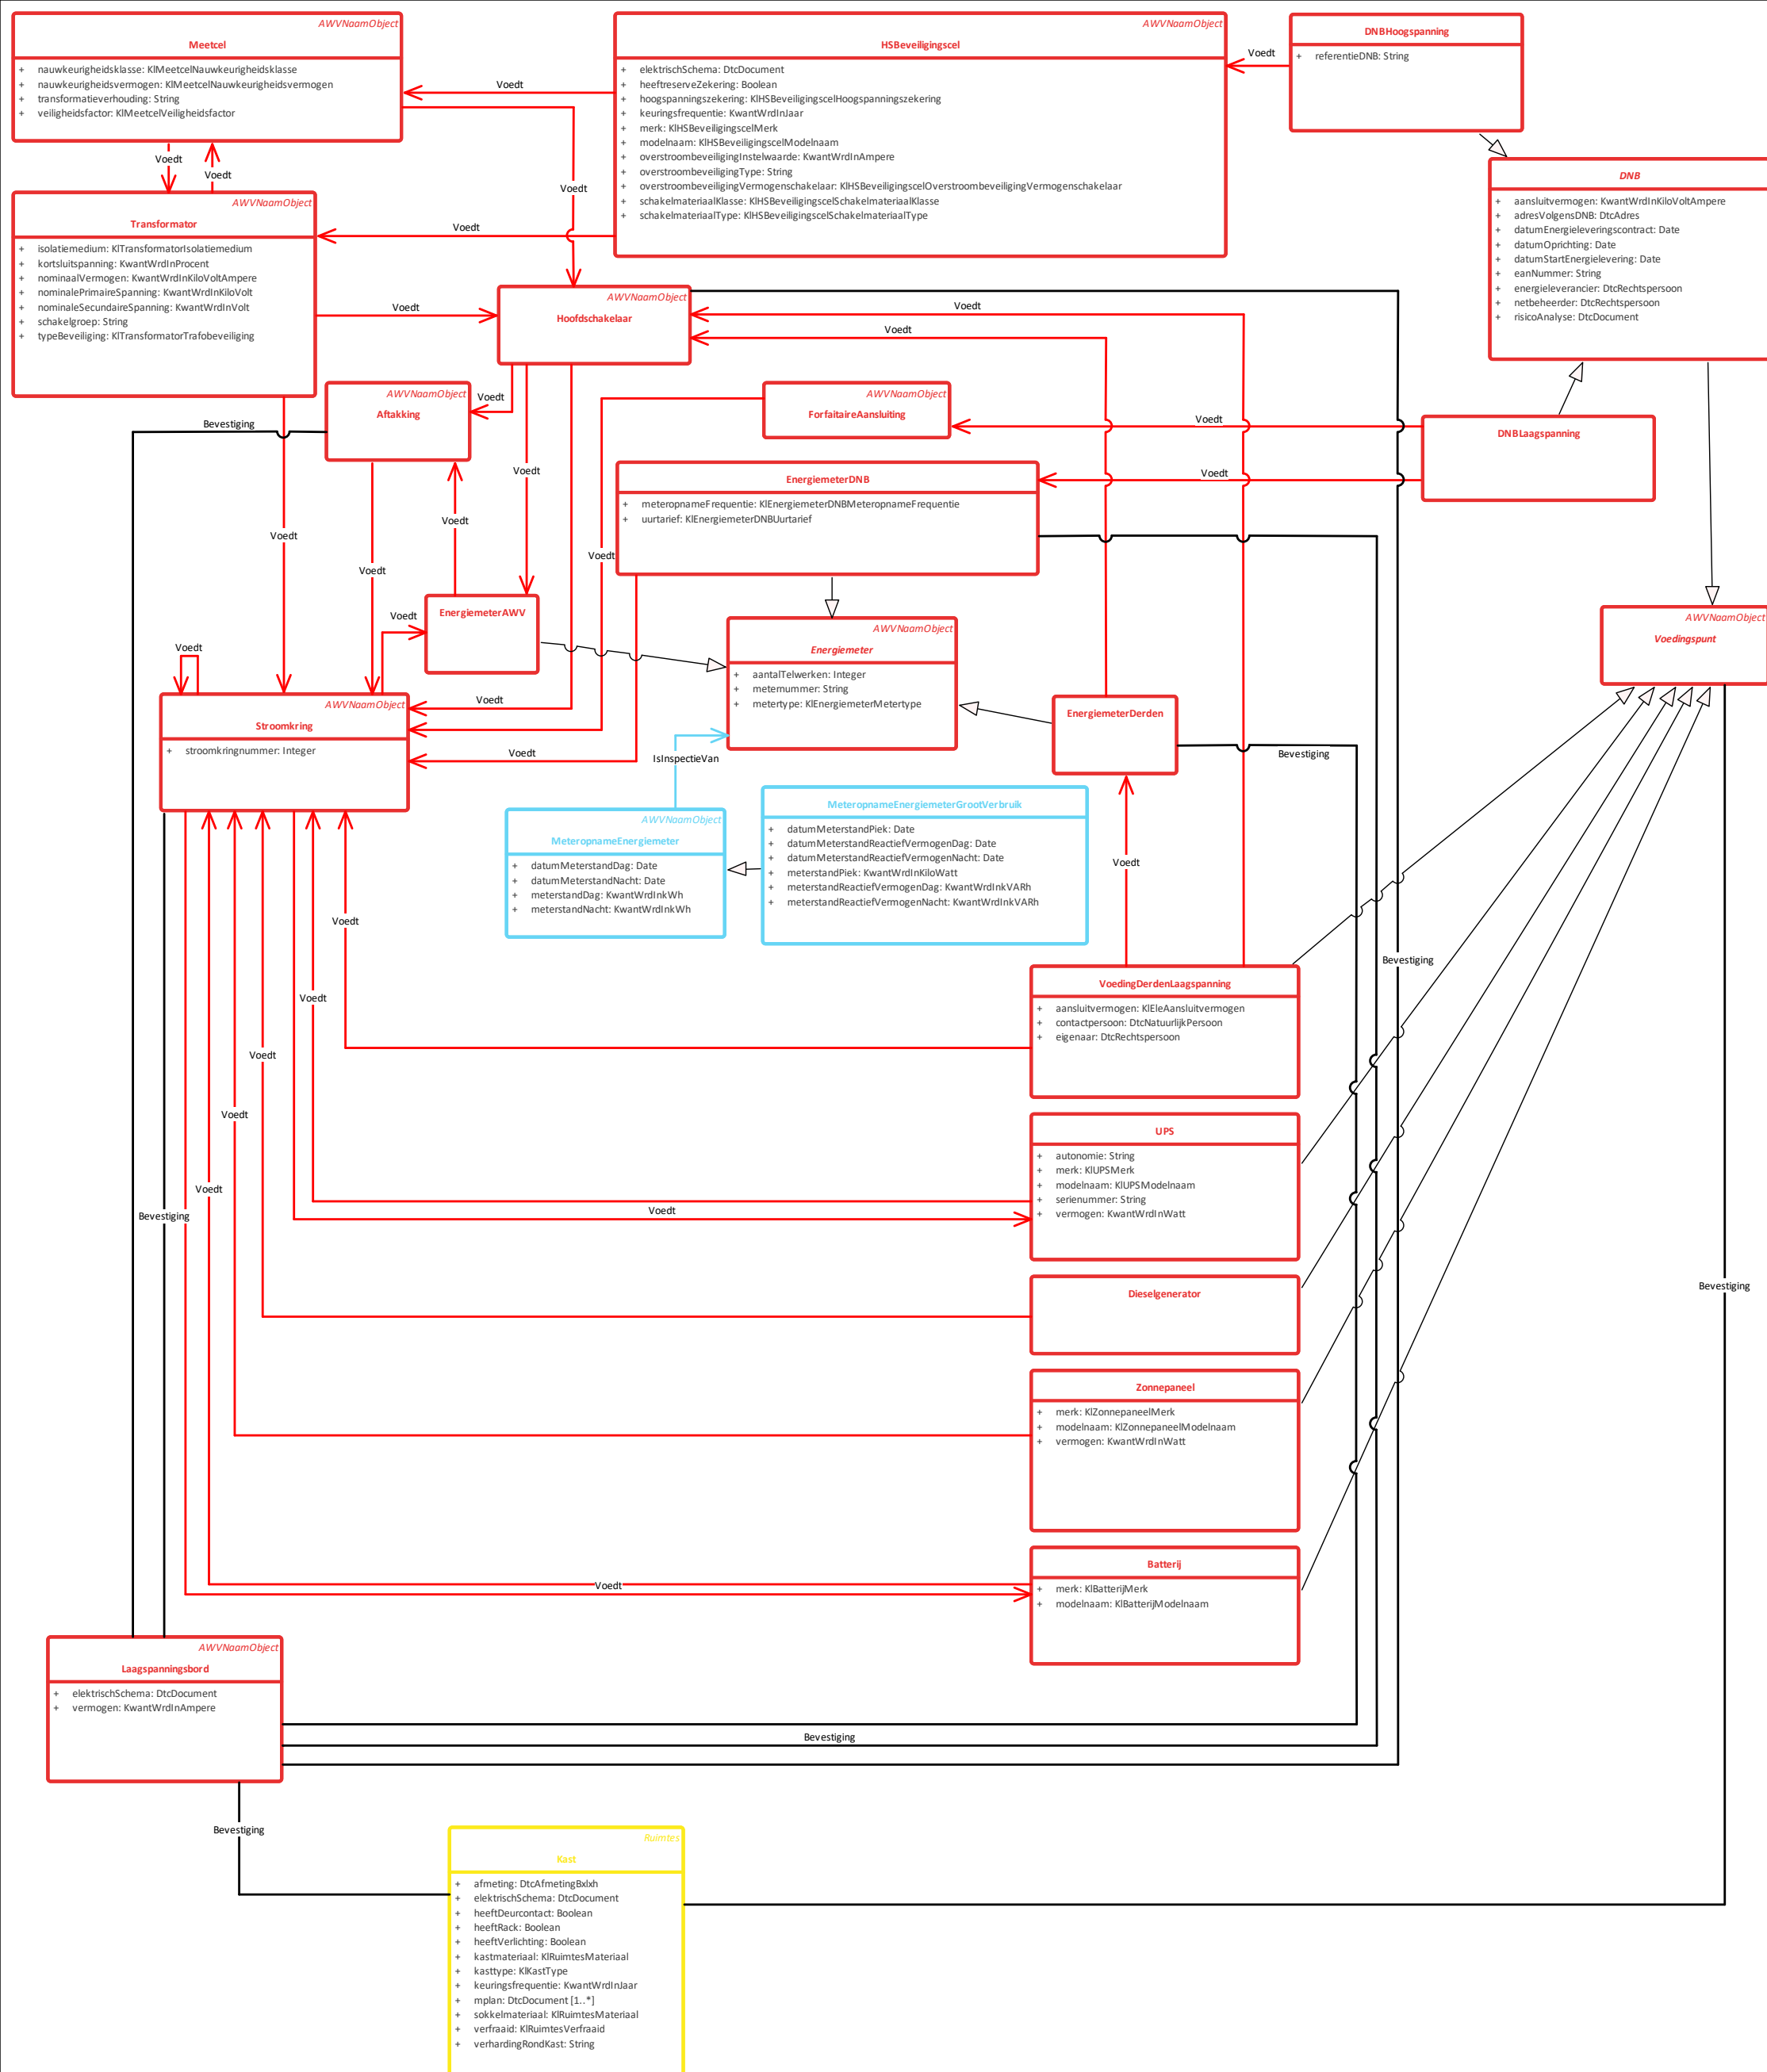 AWVNaamObject
Meetcel
+ nauwkeurigheidsklasse: KlMeetcelNauwkeurigheidsklasse
+ nauwkeurigheidsvermogen: KlMeetcelNauwkeurigheidsvermogen
+ transformatieverhouding: String
+ veiligheidsfactor: KlMeetcelVeiligheidsfactor
AWVNaamObject
HSBeveiligingscel
+ elektrischSchema: DtcDocument
+ heeftreserveZekering: Boolean
+ hoogspanningszekering: KlHSBeveiligingscelHoogspanningszekering
+ keuringsfrequentie: KwantWrdInJaar
+ merk: KlHSBeveiligingscelMerk
+ modelnaam: KlHSBeveiligingscelModelnaam
+ overstroombeveiligingInstelwaarde: KwantWrdInAmpere
+ overstroombeveiligingType: String
+ overstroombeveiligingVermogenschakelaar: KlHSBeveiligingscelOverstroombeveiligingVermogenschakelaar
+ schakelmateriaalKlasse: KlHSBeveiligingscelSchakelmateriaalKlasse
+ schakelmateriaalType: KlHSBeveiligingscelSchakelmateriaalType
DNBHoogspanning
+ referentieDNB: String
Voedt
Voedt
Voedt
Voedt
Voedt
Voedt
DNB
+ aansluitvermogen: KwantWrdInKiloVoltAmpere
+ adresVolgensDNB: DtcAdres
+ datumEnergieleveringscontract: Date
+ datumOprichting: Date
+ datumStartEnergielevering: Date
+ eanNummer: String
+ energieleverancier: DtcRechtspersoon
+ netbeheerder: DtcRechtspersoon
+ risicoAnalyse: DtcDocument
AWVNaamObject
Transformator
+ isolatiemedium: KlTransformatorIsolatiemedium
+ kortsluitspanning: KwantWrdInProcent
+ nominaalVermogen: KwantWrdInKiloVoltAmpere
+ nominalePrimaireSpanning: KwantWrdInKiloVolt
+ nominaleSecundaireSpanning: KwantWrdInVolt
+ schakelgroep: String
+ typeBeveiliging: KlTransformatorTrafobeveiliging
Voedt
AWVNaamObject
Hoofdschakelaar
Voedt
Voedt
AWVNaamObject
Aftakking
Voedt
AWVNaamObject
ForfaitaireAansluiting
Voedt
DNBLaagspanning
Bevestiging
Voedt
EnergiemeterDNB
+ meteropnameFrequentie: KlEnergiemeterDNBMeteropnameFrequentie
+ uurtarief: KlEnergiemeterDNBUurtarief
Voedt
Voedt
Voedt
Voedt
Voedt
EnergiemeterAWV
Voedt
Voedt
AWVNaamObject
Energiemeter
+ aantalTelwerken: Integer
+ meternummer: String
+ metertype: KlEnergiemeterMetertype
AWVNaamObject
Voedingspunt
AWVNaamObject
Stroomkring
+ stroomkringnummer: Integer
Voedt
Voedt
EnergiemeterDerden
Bevestiging
IsInspectieVan
AWVNaamObject
MeteropnameEnergiemeter
+ datumMeterstandDag: Date
+ datumMeterstandNacht: Date
+ meterstandDag: KwantWrdInkWh
+ meterstandNacht: KwantWrdInkWh
MeteropnameEnergiemeterGrootVerbruik
+ datumMeterstandPiek: Date
+ datumMeterstandReactiefVermogenDag: Date
+ datumMeterstandReactiefVermogenNacht: Date
+ meterstandPiek: KwantWrdInKiloWatt
+ meterstandReactiefVermogenDag: KwantWrdInkVARh
+ meterstandReactiefVermogenNacht: KwantWrdInkVARh
Voedt
Voedt
Bevestiging
VoedingDerdenLaagspanning
+ aansluitvermogen: KlEleAansluitvermogen
+ contactpersoon: DtcNatuurlijkPersoon
+ eigenaar: DtcRechtspersoon
Voedt
Voedt
Voedt
UPS
+ autonomie: String
+ merk: KlUPSMerk
+ modelnaam: KlUPSModelnaam
+ serienummer: String
+ vermogen: KwantWrdInWatt
Voedt
Bevestiging
Voedt
Dieselgenerator
Bevestiging
Zonnepaneel
+ merk: KlZonnepaneelMerk
+ modelnaam: KlZonnepaneelModelnaam
+ vermogen: KwantWrdInWatt
Batterij
+ merk: KlBatterijMerk
+ modelnaam: KlBatterijModelnaam
Voedt
AWVNaamObject
Laagspanningsbord
+ elektrischSchema: DtcDocument
+ vermogen: KwantWrdInAmpere
Bevestiging
Bevestiging
Ruimtes
Kast
+ afmeting: DtcAfmetingBxlxh
+ elektrischSchema: DtcDocument
+ heeftDeurcontact: Boolean
+ heeftRack: Boolean
+ heeftVerlichting: Boolean
+ kastmateriaal: KlRuimtesMateriaal
+ kasttype: KlKastType
+ keuringsfrequentie: KwantWrdInJaar
+ mplan: DtcDocument [1..*]
+ sokkelmateriaal: KlRuimtesMateriaal
+ verfraaid: KlRuimtesVerfraaid
+ verhardingRondKast: String